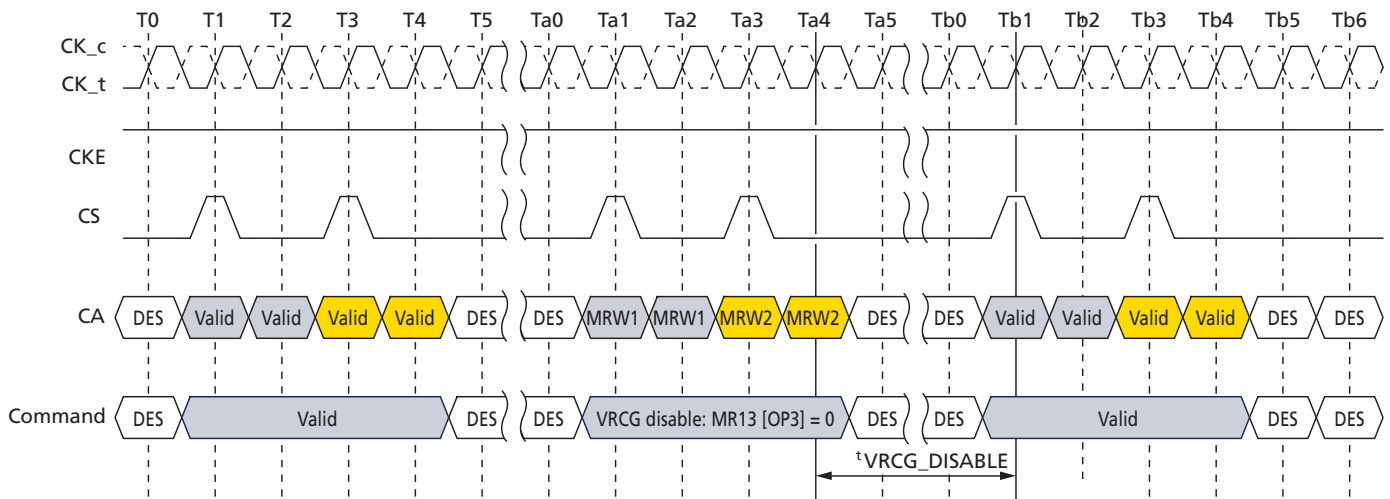 T0 T1 T2 T3 T4 T5 Ta0 Ta1 Ta2 Ta3 Ta4 Ta5 Tb0 Tb1 Tb2 Tb3 Tb4 Tb5 Tb6
CK_c
CK_t
CKE
CS
CA DES Valid Valid Valid Valid DES DES MRW1 MRW1 MRW2 MRW2 DES DES Valid Valid Valid Valid DES DES
Command DES Valid DES DES VRCG disable: MR13 [OP3] = 0 DES DES Valid DES DES
tVRCG_DISABLE